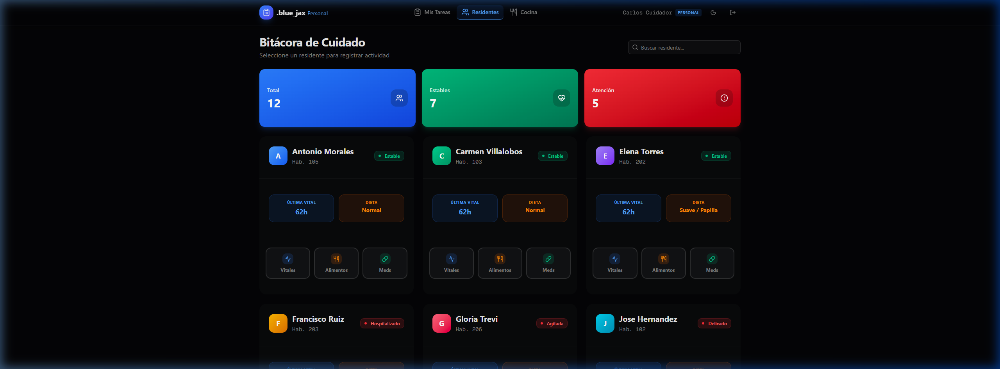 .blue_jax Personal
Mis Tareas
Residentes
Cocina
Carlos Cuidador PERSONAL
Bitácora de Cuidado
Seleccione un residente para registrar actividad
Buscar residente...
Total
12
Estables
7
Atención
5
A
Antonio Morales
Hab. 105
Estable
C
Carmen Villalobos
Hab. 103
Estable
E
Elena Torres
Hab. 202
Estable
ÚLTIMA VITAL
62h
DIETA
Normal
ÚLTIMA VITAL
62h
DIETA
Normal
ÚLTIMA VITAL
62h
DIETA
Suave / Papilla
Vitales
Alimentos
Meds
Vitales
Alimentos
Meds
Vitales
Alimentos
Meds
F
Francisco Ruiz
Hab. 203
Hospitalizado
G
Gloria Trevi
Hab. 206
Agitada
J
Jose Hernandez
Hab. 102
Delicado